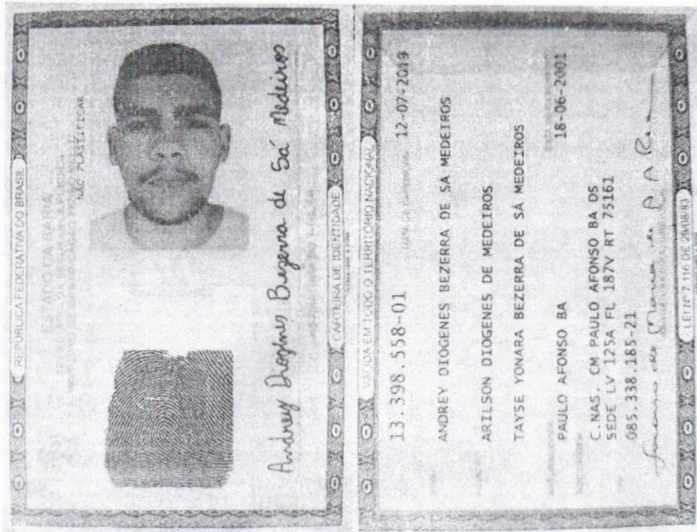 REPÚBLICA FEDERATIVA DO BRASIL
ESTADO DA BAHIA
NÃO PLASTIFICAR
Andrey Diogenes Bezerra de Sá Medeiros
CARTEIRA DE IDENTIDADE
VÁLIDA EM TODO O TERRITÓRIO NACIONAL
13.398.558-01 12-07-2019
ANDREY DIOGENES BEZERRA DE SÁ MEDEIROS
ARILSON DIOGENES DE MEDEIROS
TAYSE YONARA BEZERRA DE SÁ MEDEIROS
PAULO AFONSO BA 18-06-2001
C.NAS. CM PAULO AFONSO BA DS
SEDE LV 125A FL 187V RT 75161
085.338.185-21
LEI Nº 7.116 DE 29/08/83